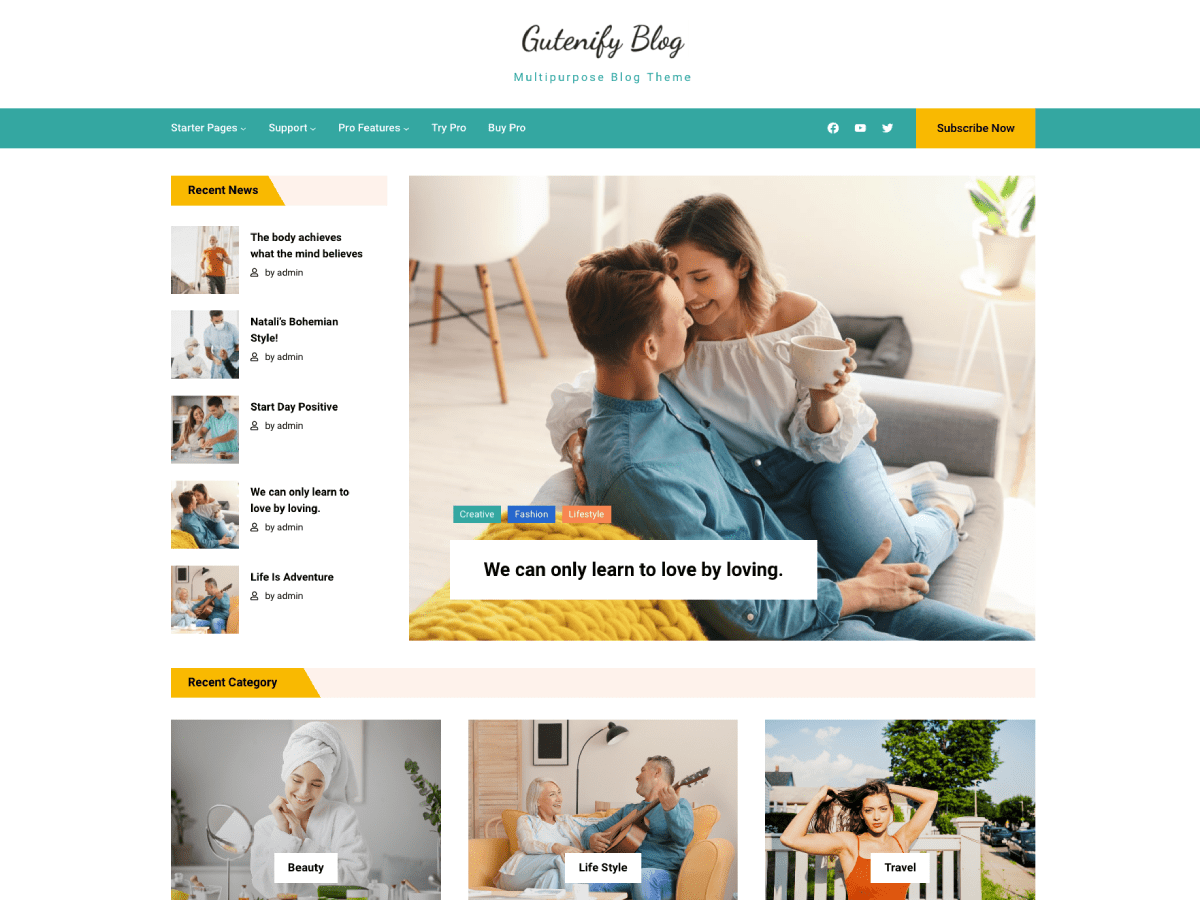 Gutenify Blog
Multipurpose Blog Theme
Starter Pages Support Pro Features Try Pro Buy Pro Subscribe Now
Recent News
The body achieves
what the mind believes
by admin
Natali's Bohemian
Style!
by admin
Start Day Positive
by admin
We can only learn to
love by loving.
by admin
Life Is Adventure
by admin
Creative Fashion Lifestyle
We can only learn to love by loving.
Recent Category
Beauty
Life Style
Travel